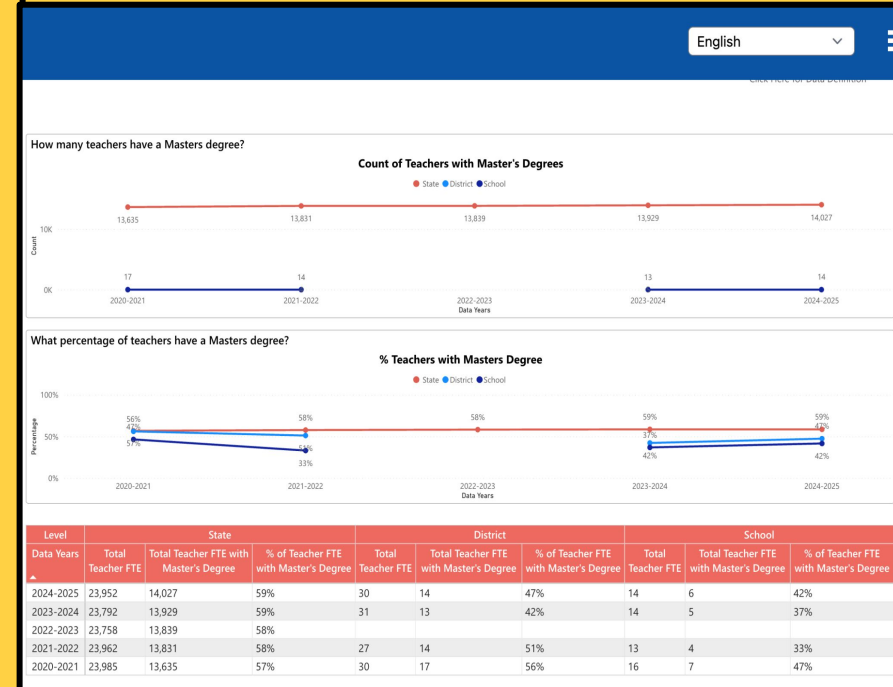 English
Click Here for Data Definition
How many teachers have a Masters degree?
Count of Teachers with Master's Degrees
State District School
13,635 13,831 13,839 13,929 14,027
10K
Count
17 14 13 14
0K
2020-2021 2021-2022 2022-2023 2023-2024 2024-2025
Data Years
What percentage of teachers have a Masters degree?
% Teachers with Masters Degree
State District School
100%
56% 58% 58% 59% 59%
47% 37% 47%
Percentage
50%
57% 51% 42% 42%
33%
0%
2020-2021 2021-2022 2022-2023 2023-2024 2024-2025
Data Years
Level State District School
Data Years Total Teacher FTE Total Teacher FTE with Master's Degree % of Teacher FTE with Master's Degree Total Teacher FTE Total Teacher FTE with Master's Degree % of Teacher FTE with Master's Degree Total Teacher FTE Total Teacher FTE with Master's Degree % of Teacher FTE with Master's Degree
2024-2025 23,952 14,027 59% 30 14 47% 14 6 42%
2023-2024 23,792 13,929 59% 31 13 42% 14 5 37%
2022-2023 23,758 13,839 58%
2021-2022 23,962 13,831 58% 27 14 51% 13 4 33%
2020-2021 23,985 13,635 57% 30 17 56% 16 7 47%